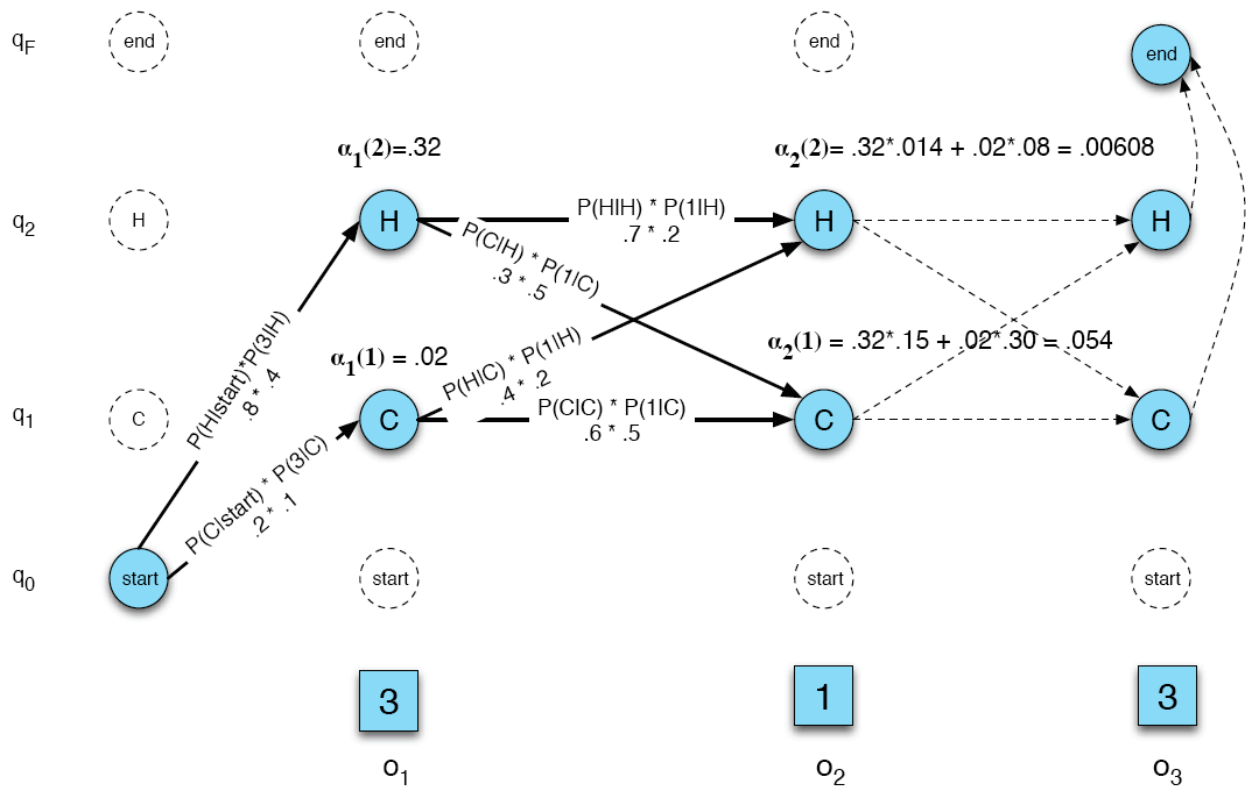 q_F end end end end
α₁(2)=.32
α₂(2)= .32*.014 + .02*.08 = .00608
q₂ H H H H
P(H|H) * P(1|H)
.7 * .2
P(C|H) * P(1|C)
.3 * .5
P(H|start)*P(3|H)
.8 * .4
α₁(1) = .02
α₂(1) = .32*.15 + .02*.30 = .054
P(H|C) * P(1|H)
.4 * .2
q₁ C C C C
P(C|C) * P(1|C)
.6 * .5
P(C|start) * P(3|C)
.2 * .1
q₀ start start start start
3 1 3
o₁ o₂ o₃